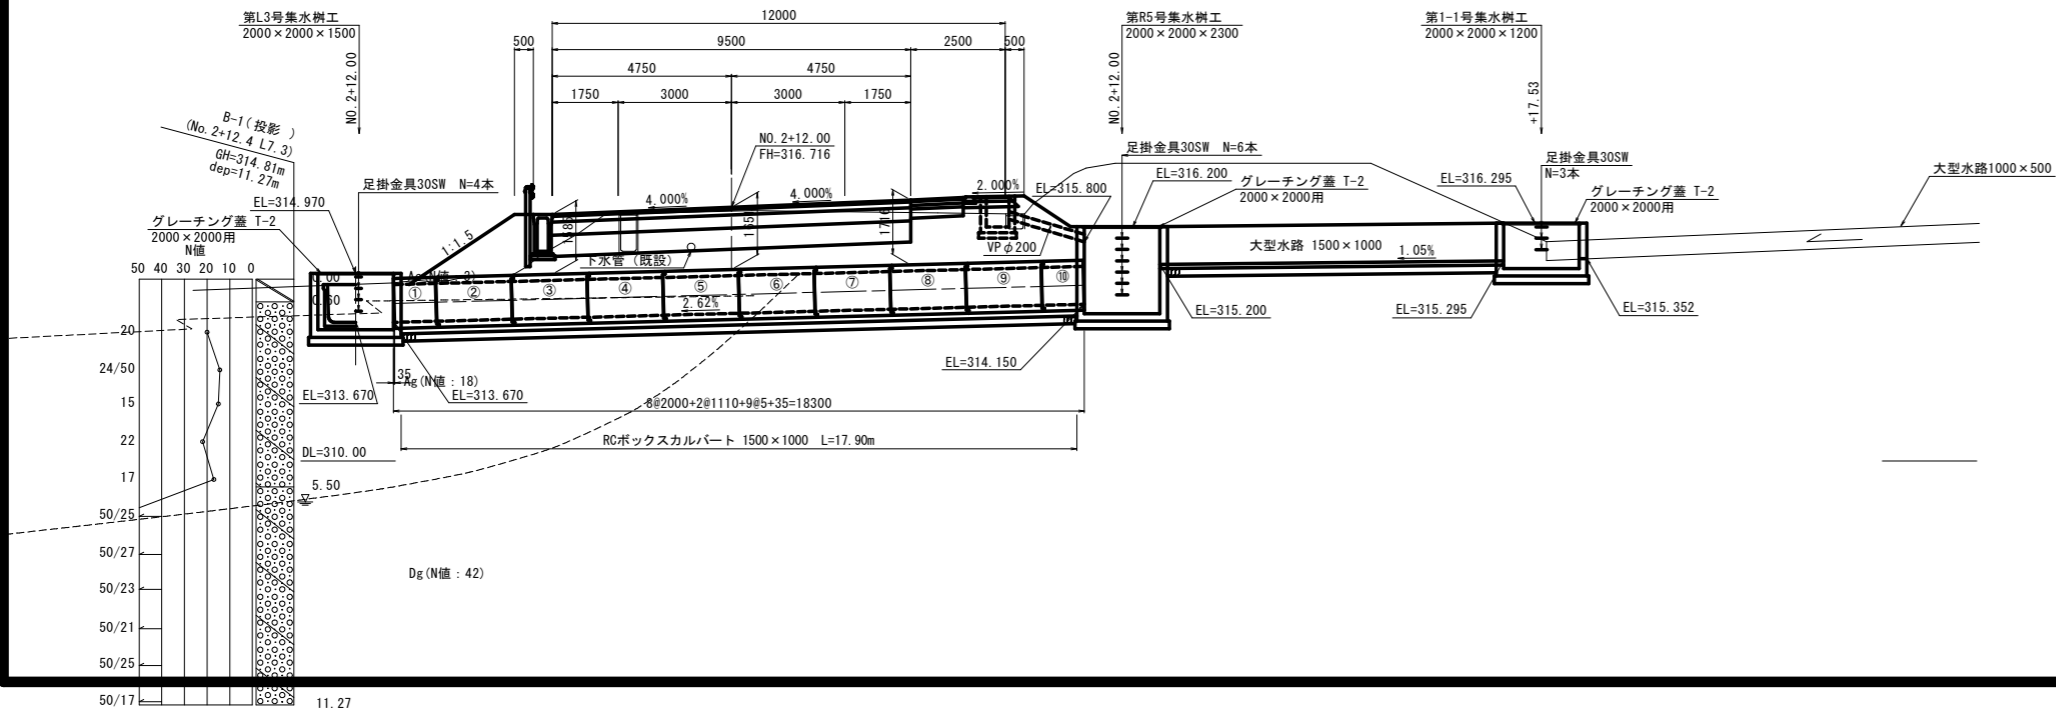 第L3号集水桝工
2000×2000×1500
NO.2+12.00
12000
500
9500
2500
500
4750
4750
1750
3000
3000
1750
第R5号集水桝工
2000×2000×2300
NO.2+12.00
第1-1号集水桝工
2000×2000×1200
+17.53
B-1(投影 )
(No.2+12.4 L7.3)
GH=314.81m
dep=11.27m
NO.2+12.00
FH=316.716
足掛金具30SW N=4本
EL=314.970
グレーチング蓋 T-2
2000×2000用
4.000%
4.000%
2.000%
EL=315.800
足掛金具30SW N=6本
EL=316.200
グレーチング蓋 T-2
2000×2000用
足掛金具30SW
N=3本
EL=316.295
グレーチング蓋 T-2
2000×2000用
大型水路1000×500
1:1.5
1716
VPφ200
下水管(既設)
大型水路 1500×1000
1.05%
N値
50 40 30 20 10 0
0.60
① ② ③ ④ ⑤ ⑥ ⑦ ⑧ ⑨ ⑩
2.62%
EL=315.200
EL=315.295
EL=315.352
EL=314.150
20
24/50
15
22
17
50/25
50/27
50/23
50/21
50/25
50/17
35
Ag(N値：18)
EL=313.670
EL=313.670
8@2000+2@1110+9@5+35=18300
RCボックスカルバート 1500×1000 L=17.90m
DL=310.00
5.50
Dg(N値：42)
11.27